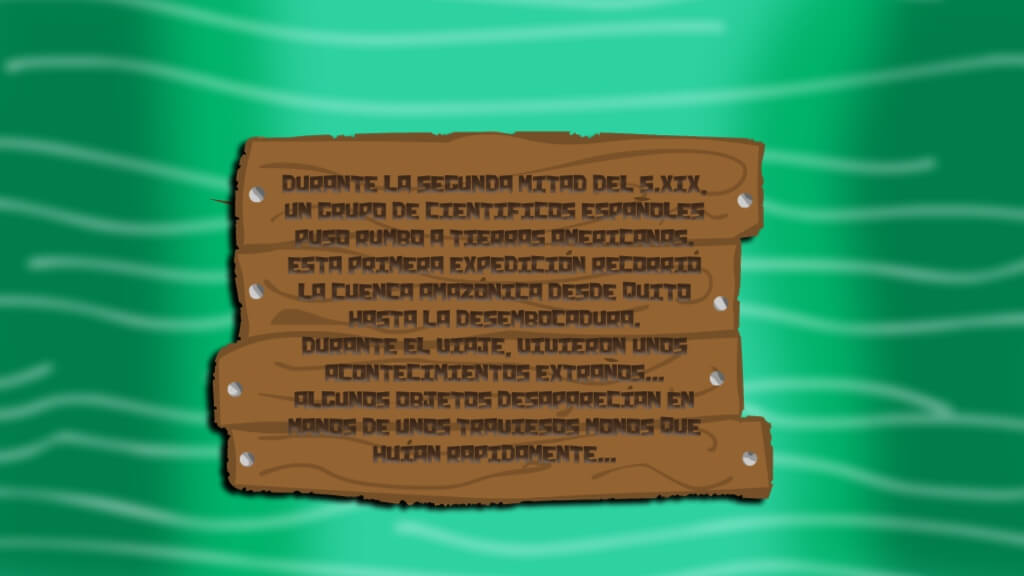 DURANTE LA SEGUNDA MITAD DEL S.XIX,
UN GRUPO DE CIENTIFICOS ESPAÑOLES
PUSO RUMBO A TIERRAS AMERICANAS.
ESTA PRIMERA EXPEDICIÓN RECORRIÓ
LA CUENCA AMAZÓNICA DESDE QUITO
HASTA LA DESEMBOCADURA.
DURANTE EL VIAJE, VIVIERON UNOS
ACONTECIMIENTOS EXTRAÑOS...
ALGUNOS OBJETOS DESAPARECÍAN EN
MANOS DE UNOS TRAVIESOS MONOS QUE
HUÍAN RAPIDAMENTE...